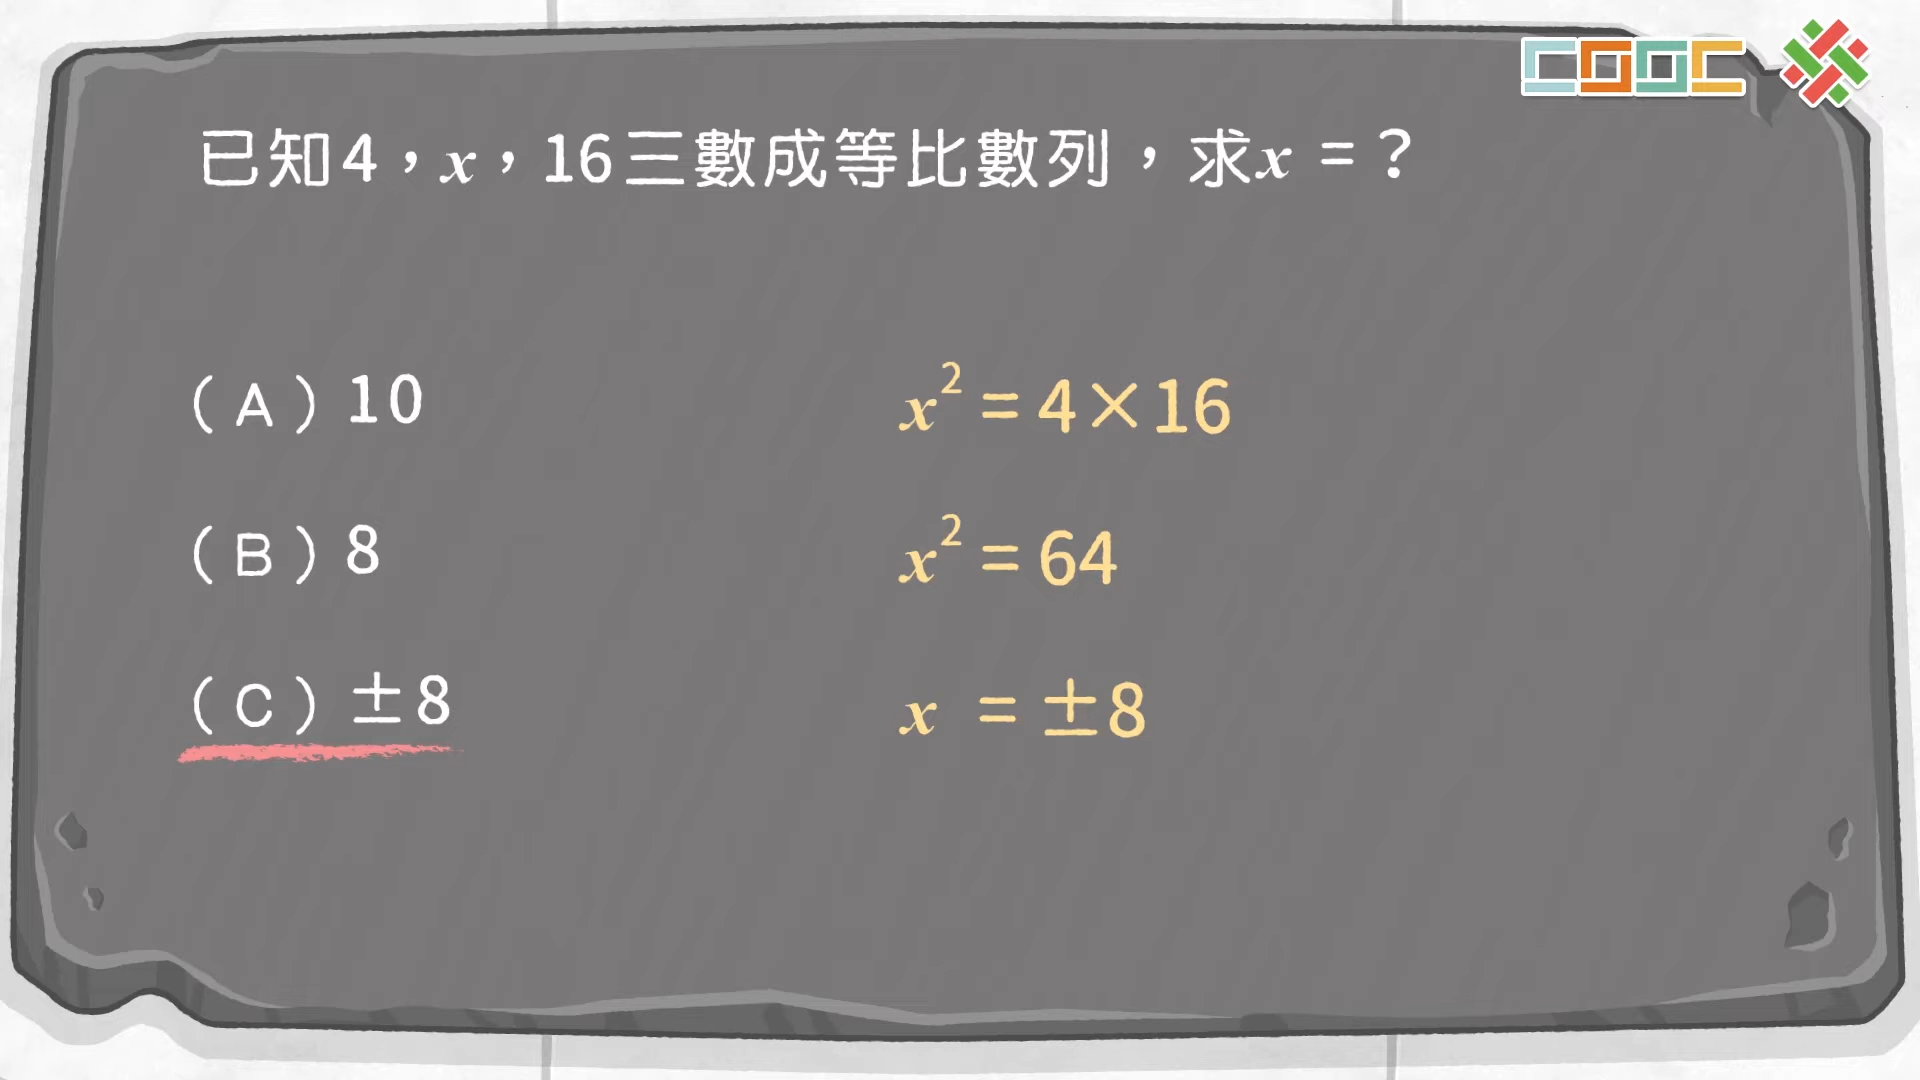 COOC
已知4，x，16三數成等比數列，求x = ?
(A) 10
x² = 4×16
(B) 8
x² = 64
(C) ±8
x = ±8